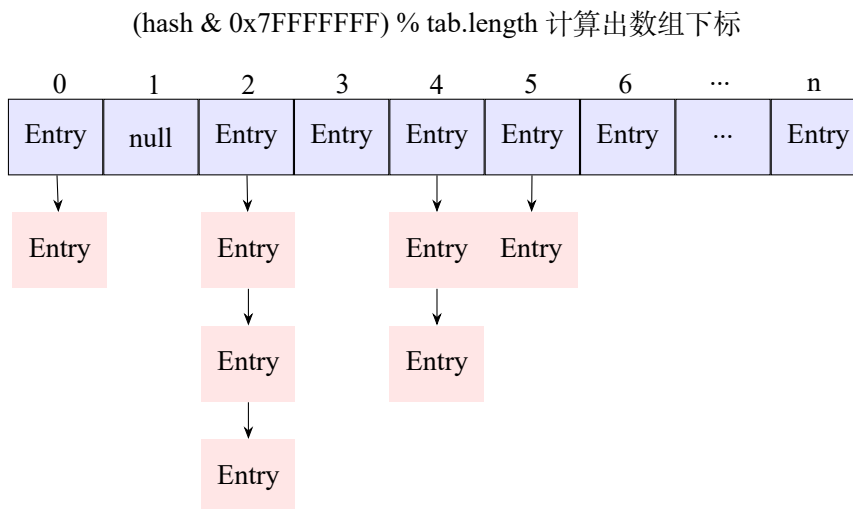 (hash & 0x7FFFFFFF) % tab.length 计算出数组下标
0 1 2 3 4 5 6 ... n
Entry null Entry Entry Entry Entry Entry ... Entry
Entry Entry Entry Entry
Entry Entry
Entry